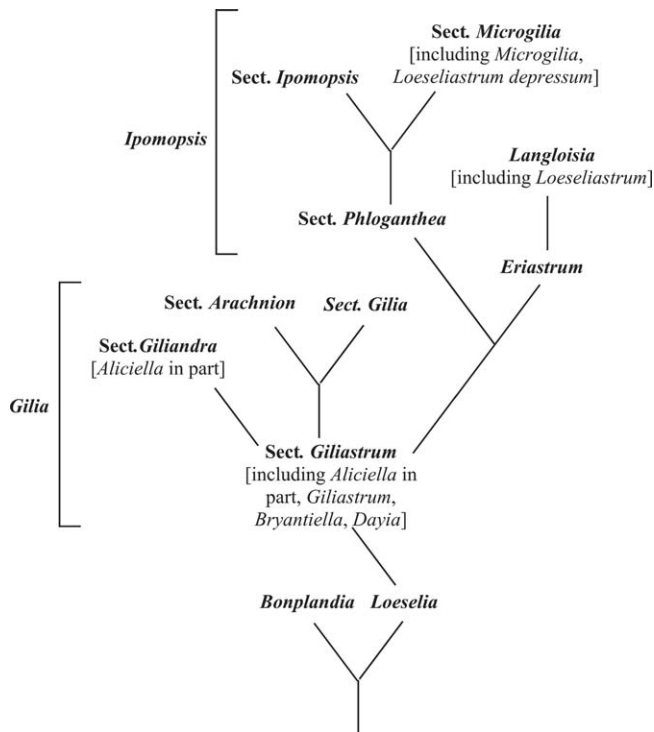 Sect. Microgilia
[including Microgilia,
Loeseliastrum depressum]
Sect. Ipomopsis
Ipomopsis
Langloisia
[including Loeseliastrum]
Sect. Phloganthea
Eriastrum
Sect. Arachnion
Sect. Gilia
Sect.Giliandra
[Aliciella in part]
Gilia
Sect. Giliastrum
[including Aliciella in
part, Giliastrum,
Bryantiella, Dayia]
Bonplandia
Loeselia